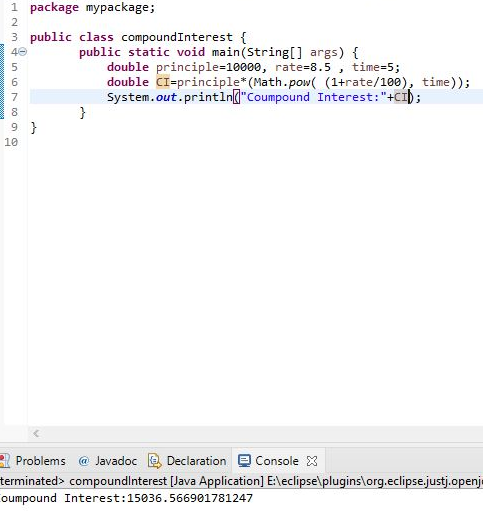 1 package mypackage;
2
3 public class compoundInterest {
4 public static void main(String[] args) {
5 double principle=10000, rate=8.5 , time=5;
6 double CI=principle*(Math.pow( (1+rate/100), time));
7 System.out.println("Coumpound Interest:"+CI);
8 }
9 }
10
Problems @ Javadoc Declaration Console
terminated> compoundInterest [Java Application] E:\eclipse\plugins\org.eclipse.justj.openj
Coumpound Interest:15036.566901781247